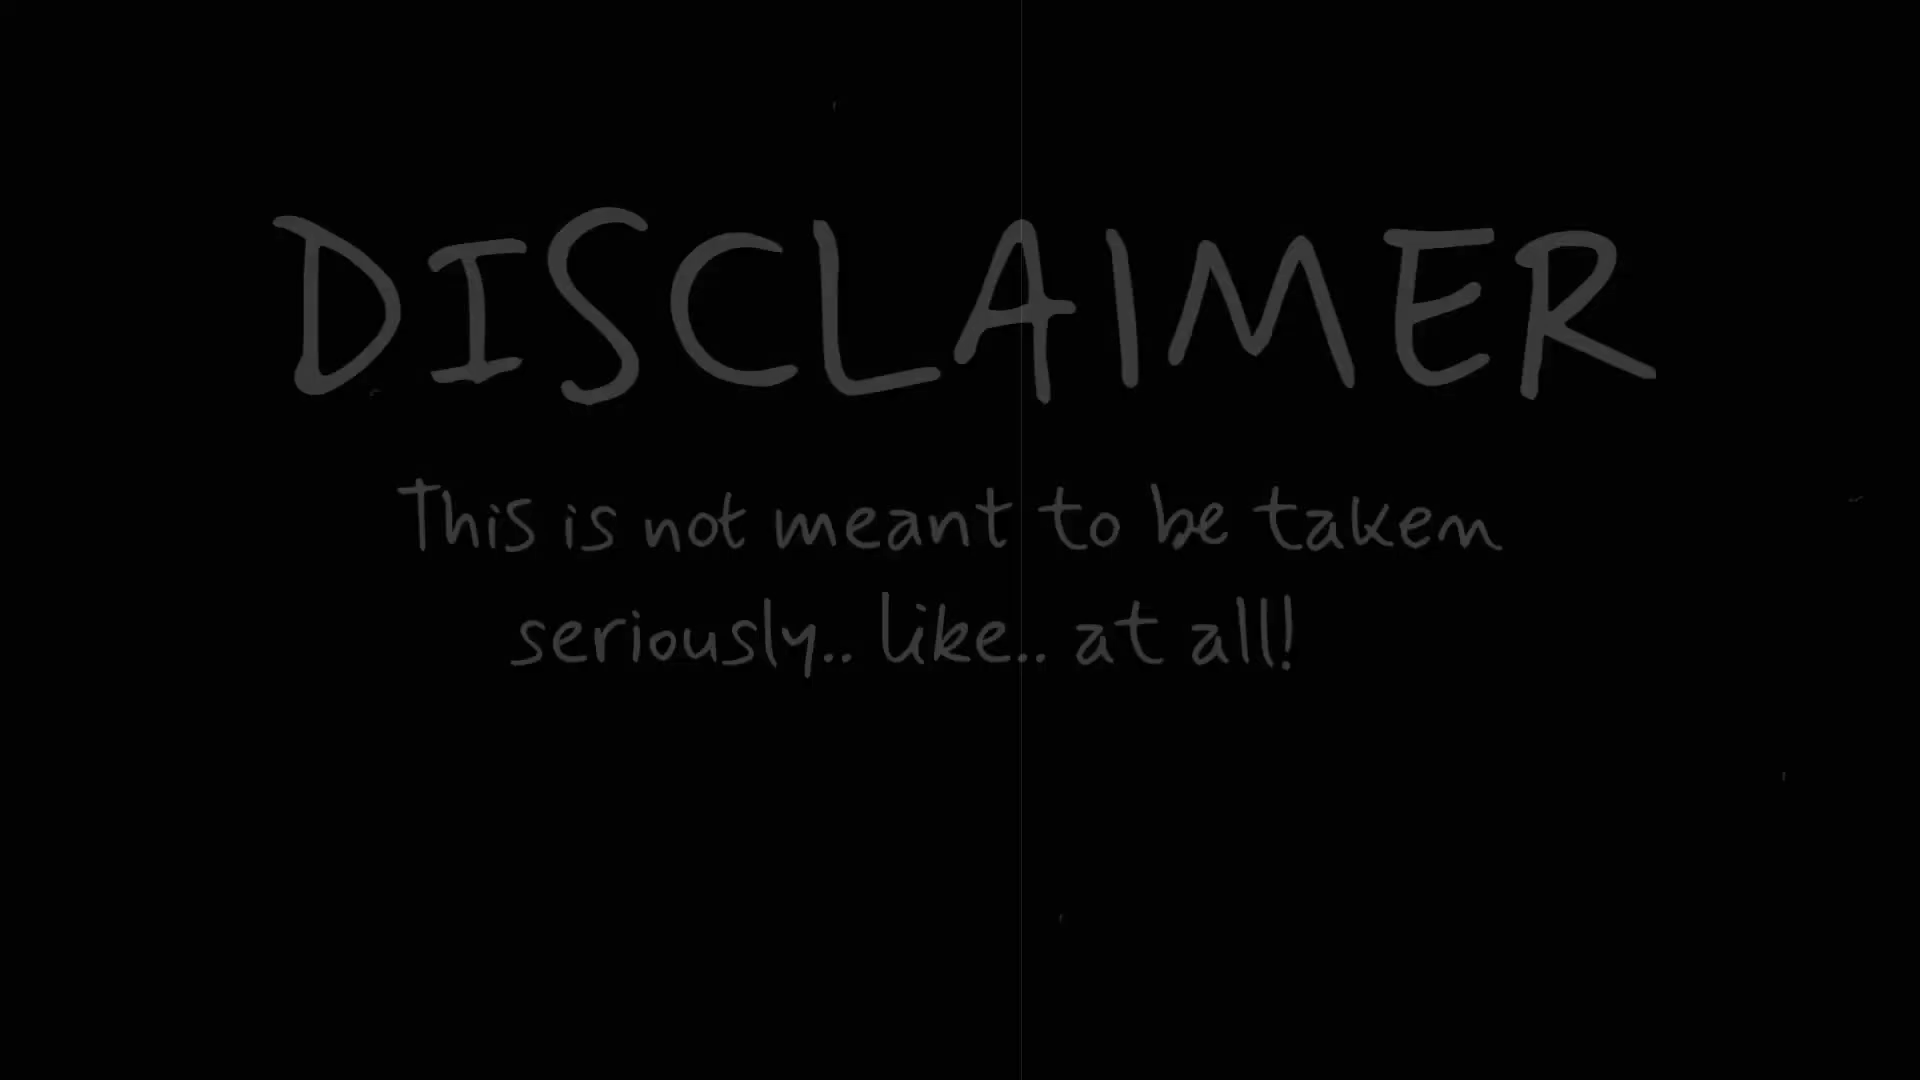 DISCLAIMER
This is not meant to be taken
seriously.. like.. at all!